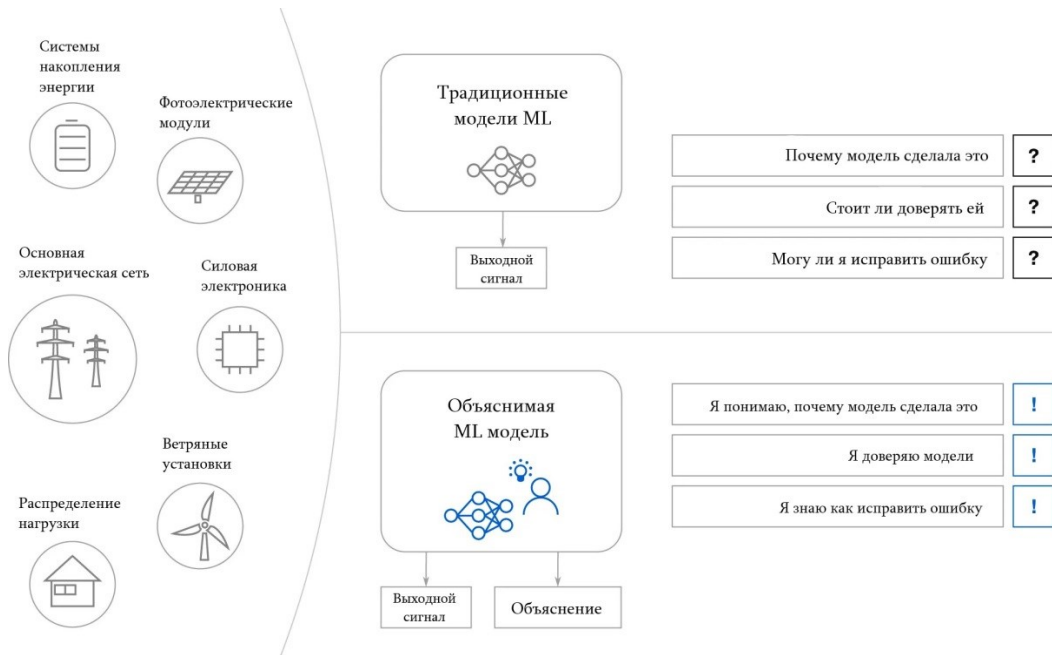 Системы
накопления
энергии
Фотоэлектрические
модули
Основная
электрическая сеть
Силовая
электроника
Ветряные
установки
Распределение
нагрузки
Традиционные
модели ML
Выходной
сигнал
Почему модель сделала это ?
Стоит ли доверять ей ?
Могу ли я исправить ошибку ?
Объяснимая
ML модель
Выходной
сигнал
Объяснение
Я понимаю, почему модель сделала это !
Я доверяю модели !
Я знаю как исправить ошибку !